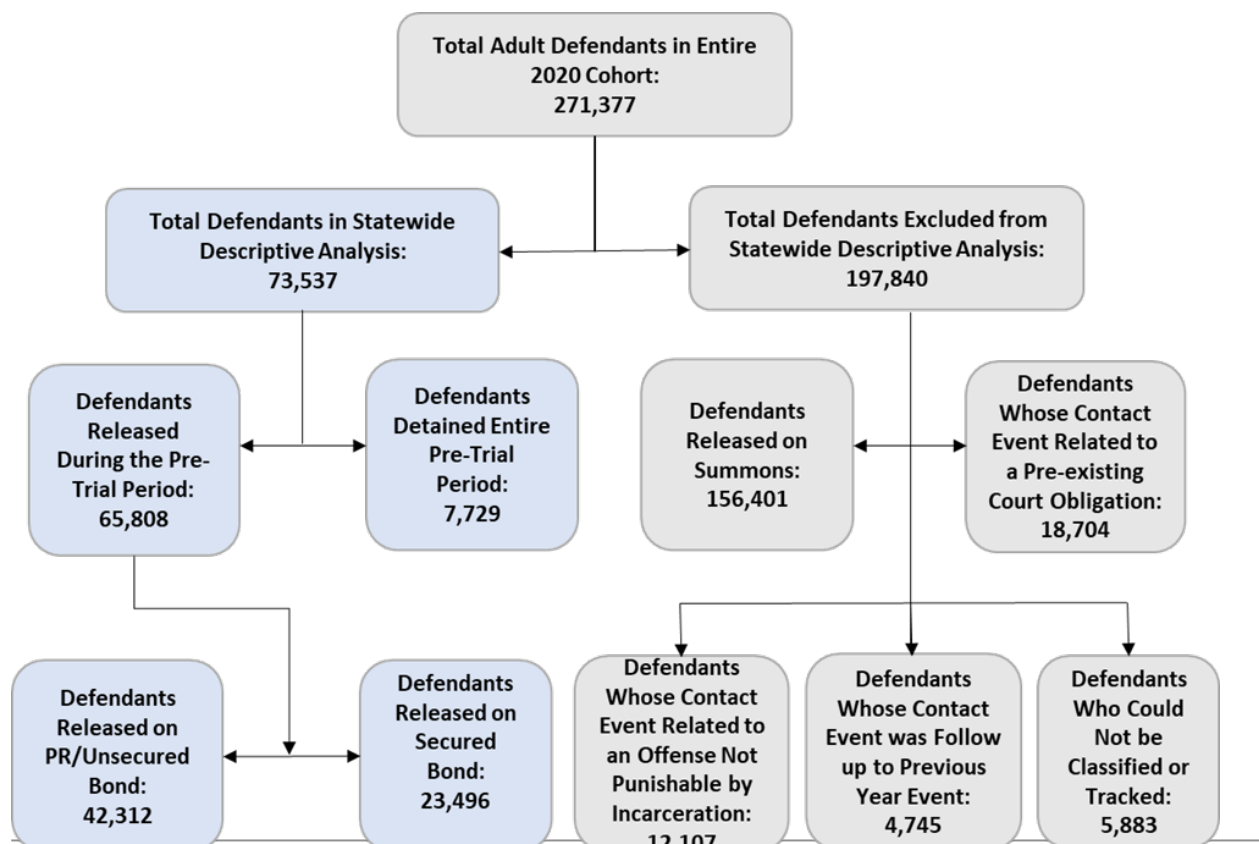 Total Adult Defendants in Entire
2020 Cohort:
271,377
Total Defendants in Statewide
Descriptive Analysis:
73,537
Total Defendants Excluded from
Statewide Descriptive Analysis:
197,840
Defendants
Released
During the Pre-
Trial Period:
65,808
Defendants
Detained Entire
Pre-Trial
Period:
7,729
Defendants
Released on
Summons:
156,401
Defendants
Whose Contact
Event Related to
a Pre-existing
Court Obligation:
18,704
Defendants
Released on
PR/Unsecured
Bond:
42,312
Defendants
Released on
Secured
Bond:
23,496
Defendants
Whose Contact
Event Related to
an Offense Not
Punishable by
Incarceration:
12,107
Defendants
Whose Contact
Event was Follow
up to Previous
Year Event:
4,745
Defendants
Who Could
Not be
Classified or
Tracked:
5,883